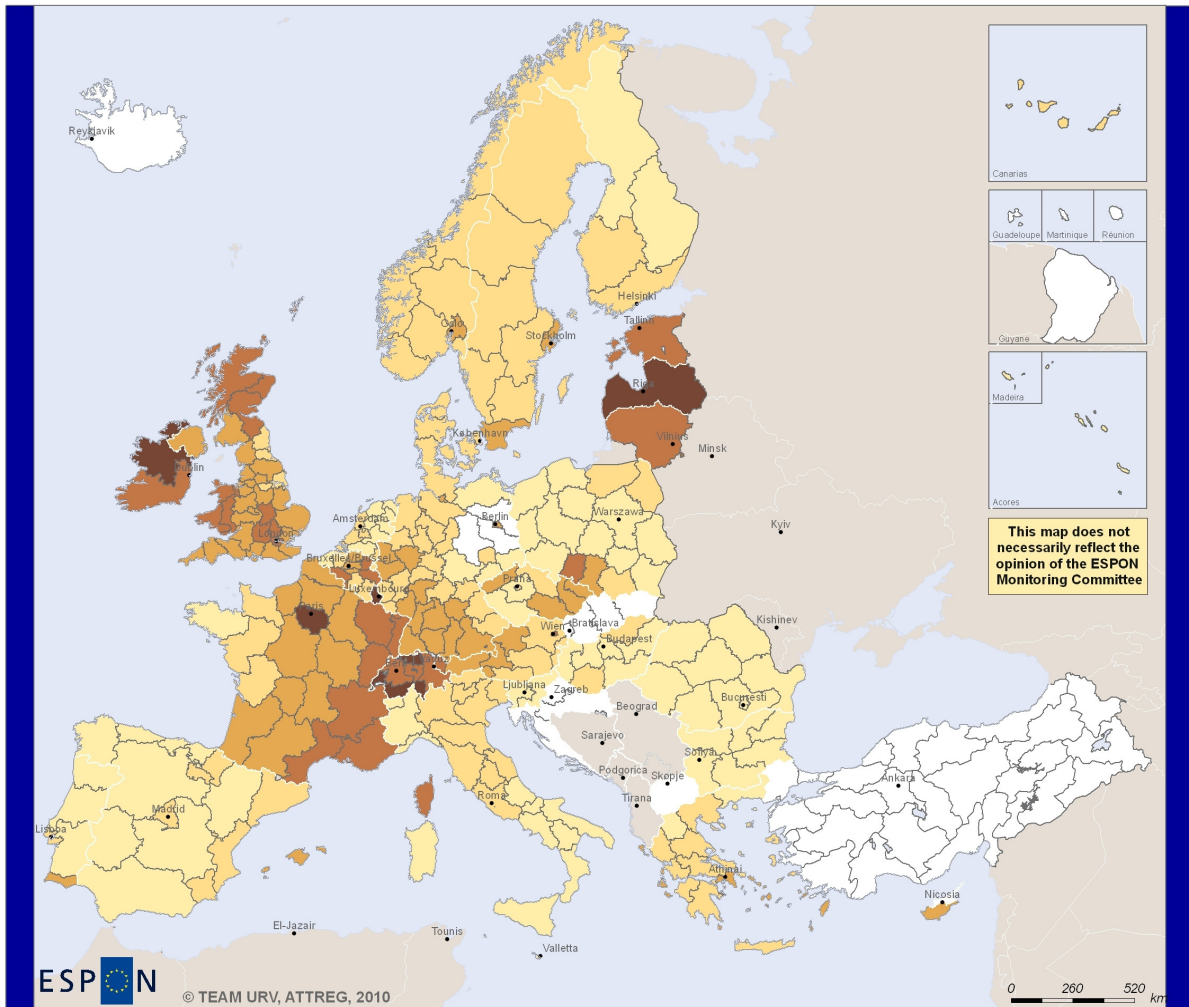 Reykjavik
Canarias
Guadeloupe
Martinique
Réunion
Guyane
Madeira
Acores
This map does not
necessarily reflect the
opinion of the ESPON
Monitoring Committee
Helsinki
Tallinn
Oslo
Stockholm
Riga
Vilnius
Minsk
København
Dublin
London
Amsterdam
Berlin
Warszawa
Kyiv
Bruxelles/Brussel
Luxembourg
Praha
Paris
Kishinev
Wien
Bratislava
Budapest
Bern
Vaduz
Ljubljana
Zagreb
Beograd
Bucuresti
Sarajevo
Sofiya
Podgorica
Skopje
Tirana
Ankara
Roma
Madrid
Lisboa
Athinai
Nicosia
El-Jazair
Tounis
Valletta
ESPON
© TEAM URV, ATTREG, 2010
0 260 520
km